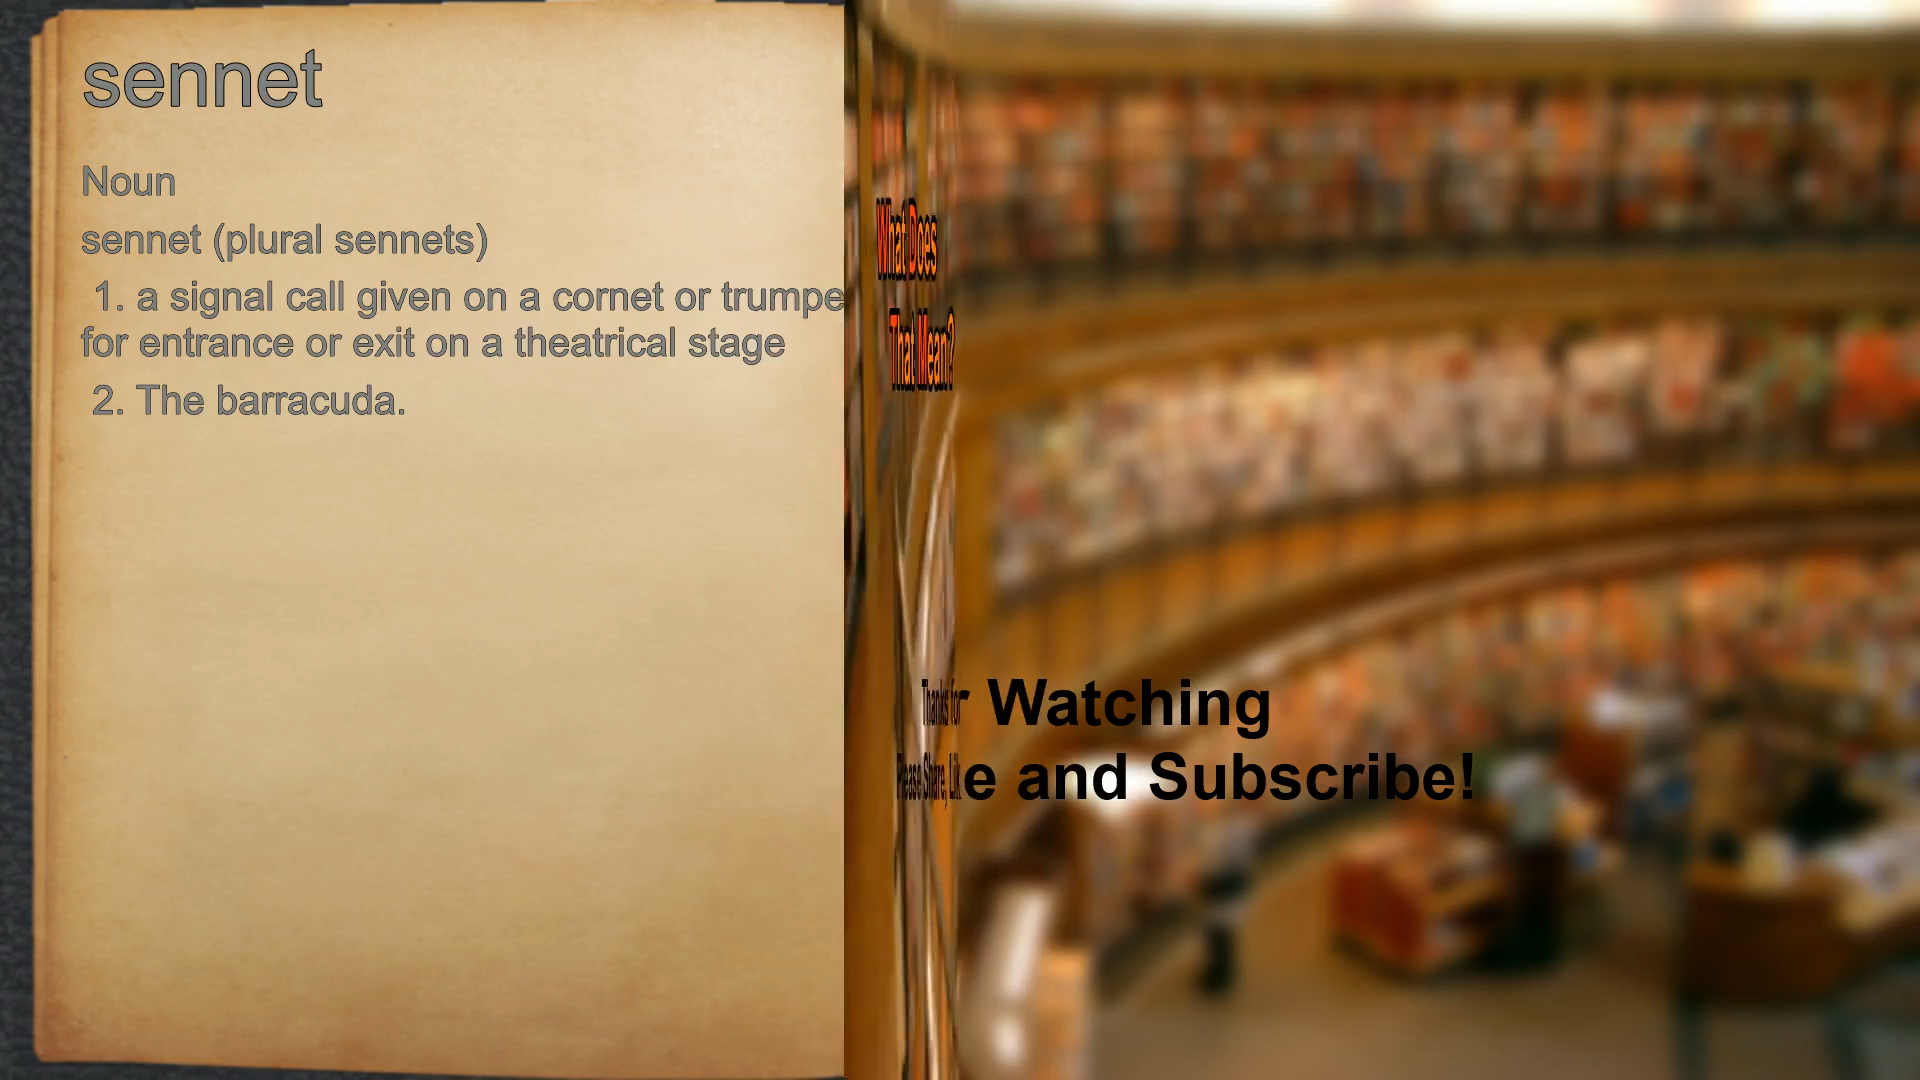 sennet
Noun
sennet (plural sennets)
1. a signal call given on a cornet or trumpe
for entrance or exit on a theatrical stage
2. The barracuda.
What Does
That Mean?
Thanks for Watching
Please Share, Like and Subscribe!